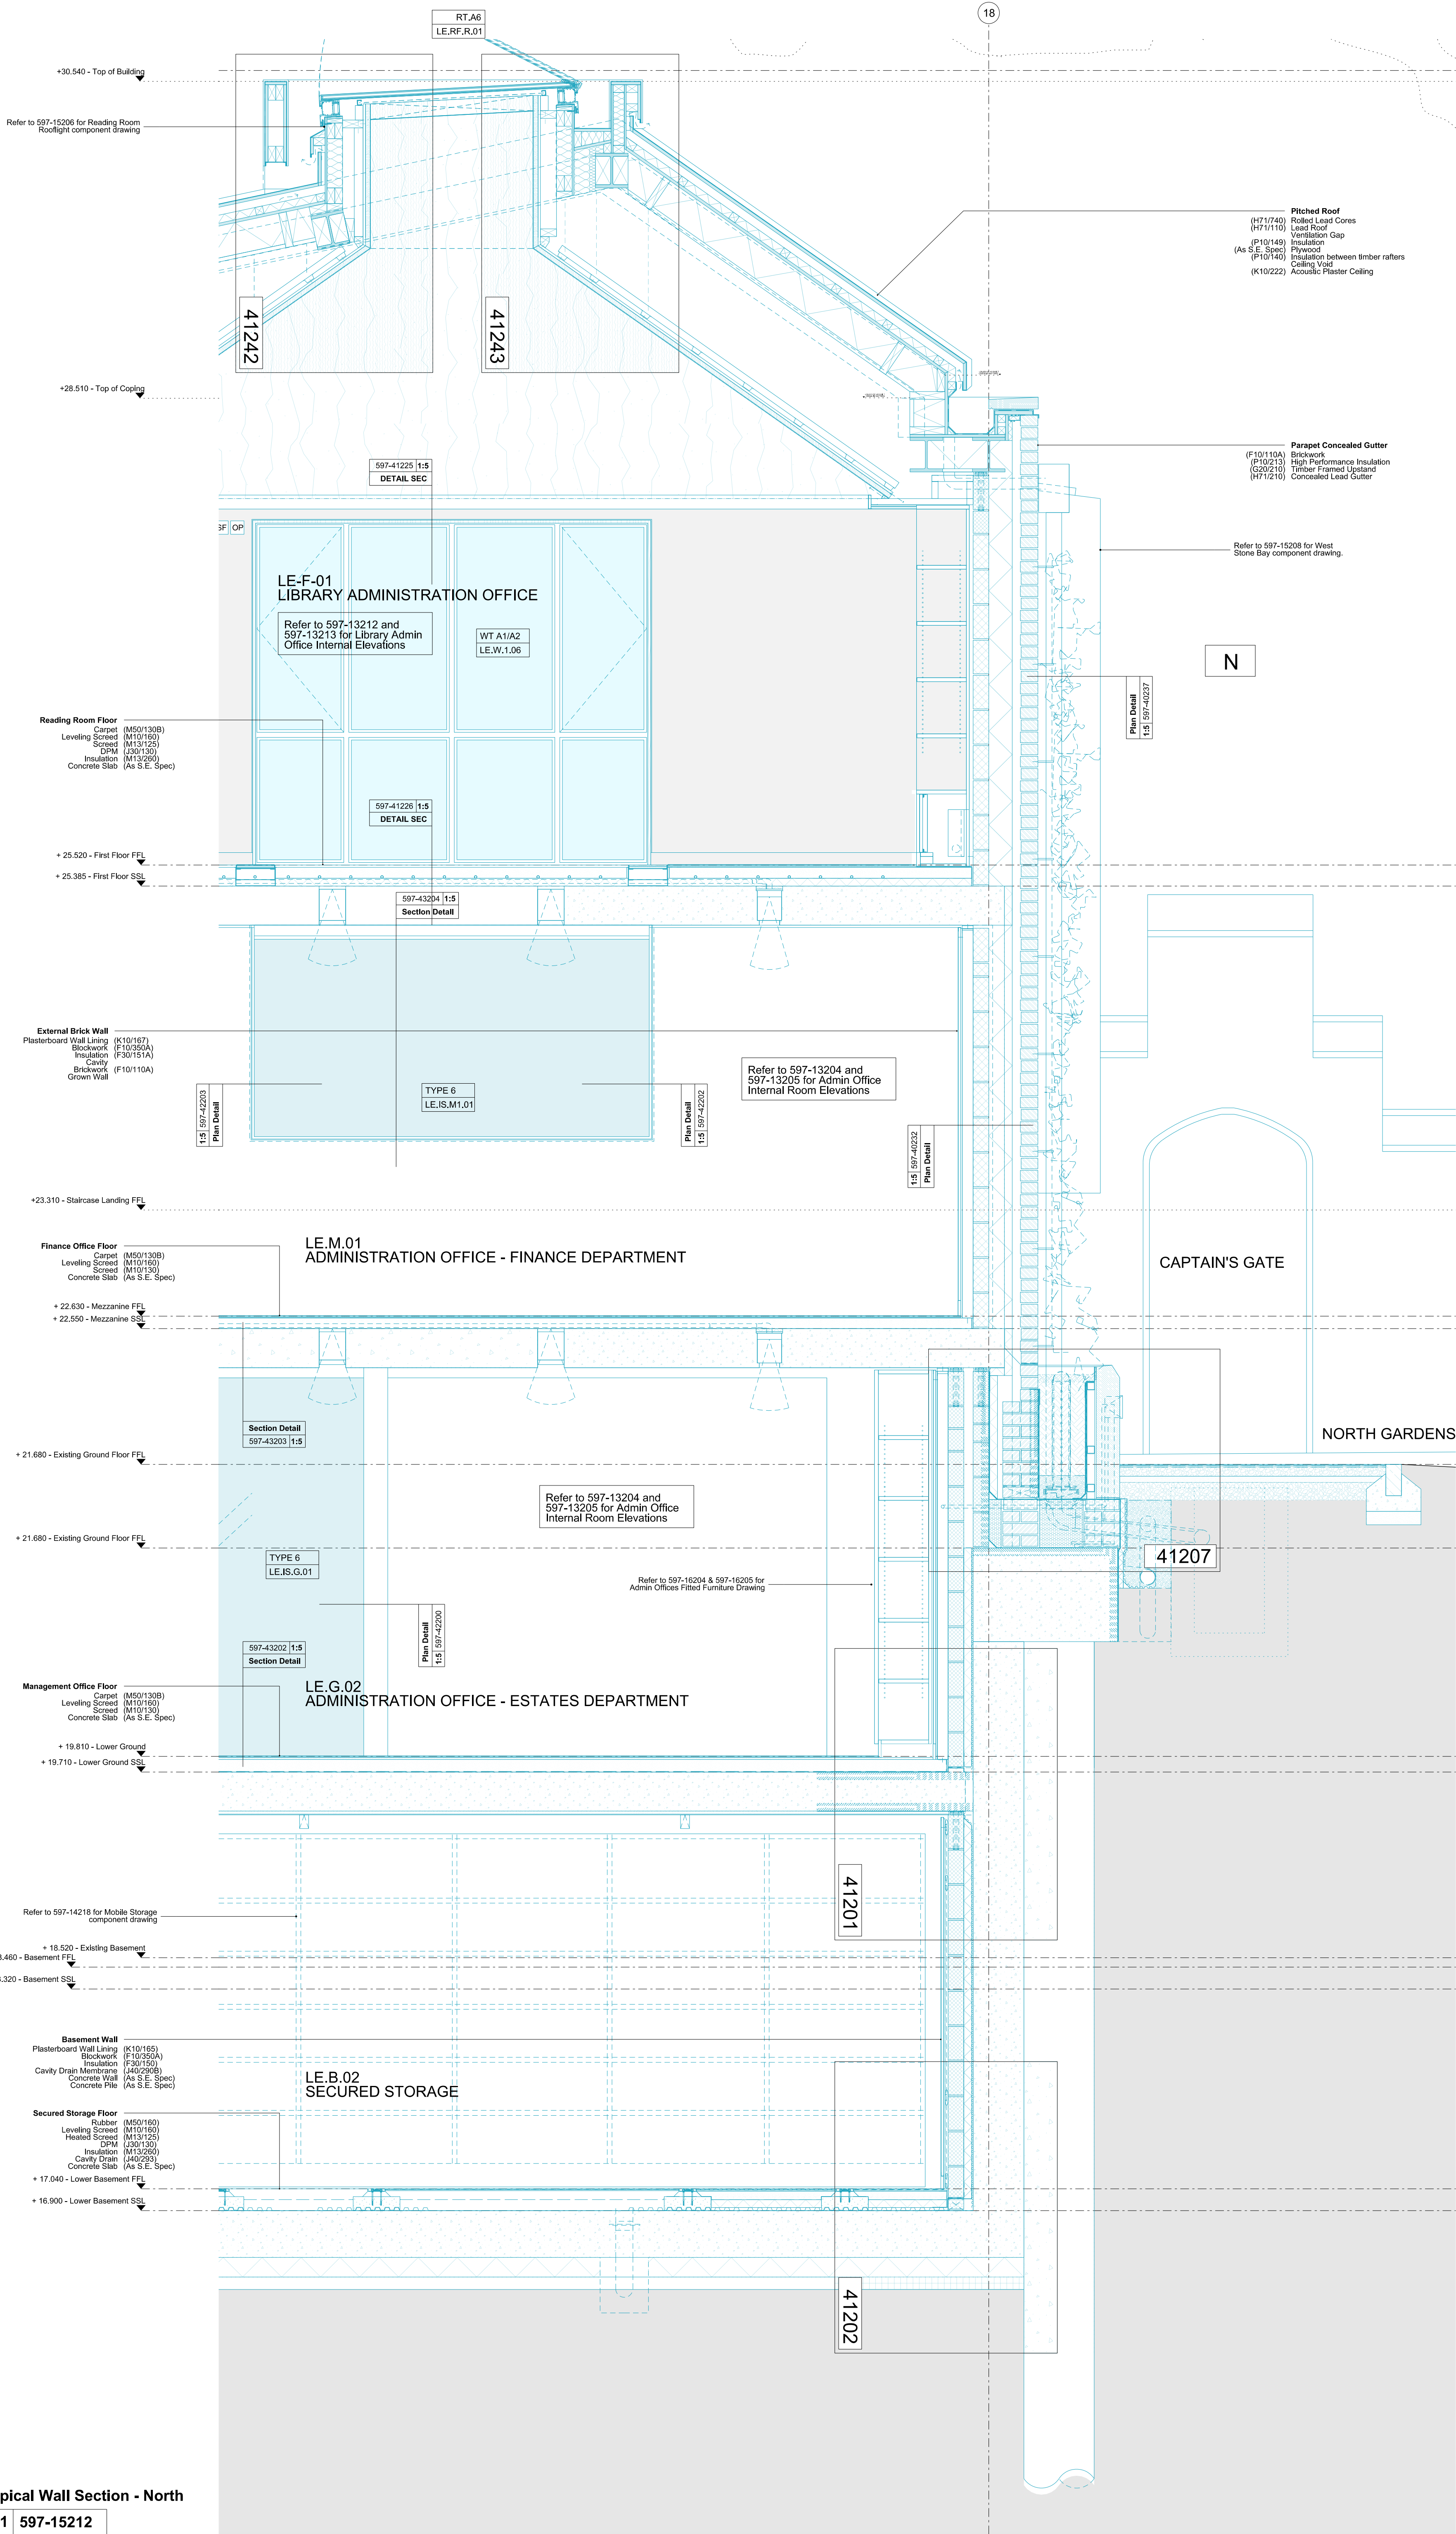 RT.A6
LE.RF.R.01
18
+30.540 - Top of Building
Refer to 597-15206 for Reading Room
Rooflight component drawing
Pitched Roof
(H71/740) Rolled Lead Cores
(H71/110) Lead Roof
Ventilation Gap
(P10/149) Insulation
(As S.E. Spec) Plywood
(P10/140) Insulation between timber rafters
Ceiling Void
(K10/222) Acoustic Plaster Ceiling
41242
41243
+28.510 - Top of Coping
Parapet Concealed Gutter
(F10/110A) Brickwork
(P10/213) High Performance Insulation
(G20/210) Timber Framed Upstand
(H71/210) Concealed Lead Gutter
597-41225 1:5
DETAIL SEC
SF OP
Refer to 597-15208 for West
Stone Bay component drawing.
LE-F-01
LIBRARY ADMINISTRATION OFFICE
Refer to 597-13212 and
597-13213 for Library Admin
Office Internal Elevations
WT A1/A2
LE.W.1.06
N
Plan Detail
1:5 597-40237
Reading Room Floor
Carpet (M50/130B)
Leveling Screed (M10/160)
Screed (M13/125)
DPM (J30/130)
Insulation (M13/260)
Concrete Slab (As S.E. Spec)
597-41226 1:5
DETAIL SEC
+ 25.520 - First Floor FFL
+ 25.385 - First Floor SSL
597-43204 1:5
Section Detail
External Brick Wall
Plasterboard Wall Lining (K10/167)
Blockwork (F10/350A)
Insulation (F30/151A)
Cavity
Brickwork (F10/110A)
Grown Wall
1:5 597-42203
Plan Detail
TYPE 6
LE.IS.M1.01
Plan Detail
1:5 597-42202
Refer to 597-13204 and
597-13205 for Admin Office
Internal Room Elevations
1:5 597-40232
Plan Detail
+23.310 - Staircase Landing FFL
LE.M.01
ADMINISTRATION OFFICE - FINANCE DEPARTMENT
CAPTAIN'S GATE
Finance Office Floor
Carpet (M50/130B)
Leveling Screed (M10/160)
Screed (M10/130)
Concrete Slab (As S.E. Spec)
+ 22.630 - Mezzanine FFL
+ 22.550 - Mezzanine SSL
Section Detail
597-43203 1:5
NORTH GARDENS
+ 21.680 - Existing Ground Floor FFL
Refer to 597-13204 and
597-13205 for Admin Office
Internal Room Elevations
+ 21.680 - Existing Ground Floor FFL
41207
TYPE 6
LE.IS.G.01
Refer to 597-16204 & 597-16205 for
Admin Offices Fitted Furniture Drawing
Plan Detail
1:5 597-42200
597-43202 1:5
Section Detail
Management Office Floor
Carpet (M50/130B)
Leveling Screed (M10/160)
Screed (M10/130)
Concrete Slab (As S.E. Spec)
LE.G.02
ADMINISTRATION OFFICE - ESTATES DEPARTMENT
+ 19.810 - Lower Ground
+ 19.710 - Lower Ground SSL
41201
Refer to 597-14218 for Mobile Storage
component drawing
+ 18.520 - Existing Basement
.460 - Basement FFL
.320 - Basement SSL
Basement Wall
Plasterboard Wall Lining (K10/165)
Blockwork (F10/350A)
Insulation (F30/150)
Cavity Drain Membrane (J40/290B)
Concrete Wall (As S.E. Spec)
Concrete Pile (As S.E. Spec)
LE.B.02
SECURED STORAGE
Secured Storage Floor
Rubber (M50/160)
Leveling Screed (M10/160)
Heated Screed (M13/125)
DPM (J30/130)
Insulation (M13/260)
Cavity Drain (J40/293)
Concrete Slab (As S.E. Spec)
+ 17.040 - Lower Basement FFL
+ 16.900 - Lower Basement SSL
41202
pical Wall Section - North
1 597-15212